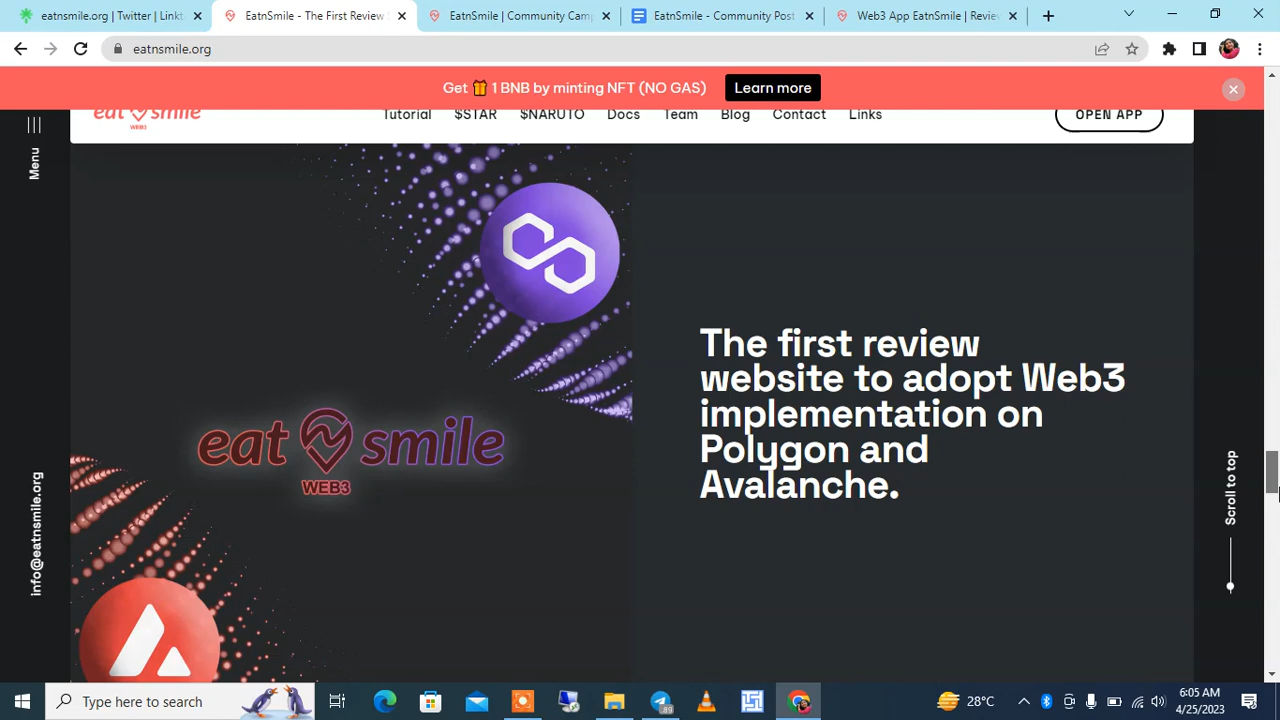 eatnsmile.org | Twitter | Linkt
EatnSmile - The First Review
EatnSmile | Community Camp
EatnSmile - Community Post
Web3 App EatnSmile | Review
eatnsmile.org
Get 1 BNB by minting NFT (NO GAS)
Learn more
eat smile
WEB3
Tutorial
$STAR
$NARUTO
Docs
Team
Blog
Contact
Links
OPEN APP
Menu
The first review
website to adopt Web3
implementation on
Polygon and
Avalanche.
eat smile
WEB3
info@eatnsmile.org
Scroll to top
Type here to search
89
28°C
6:05 AM
4/25/2023